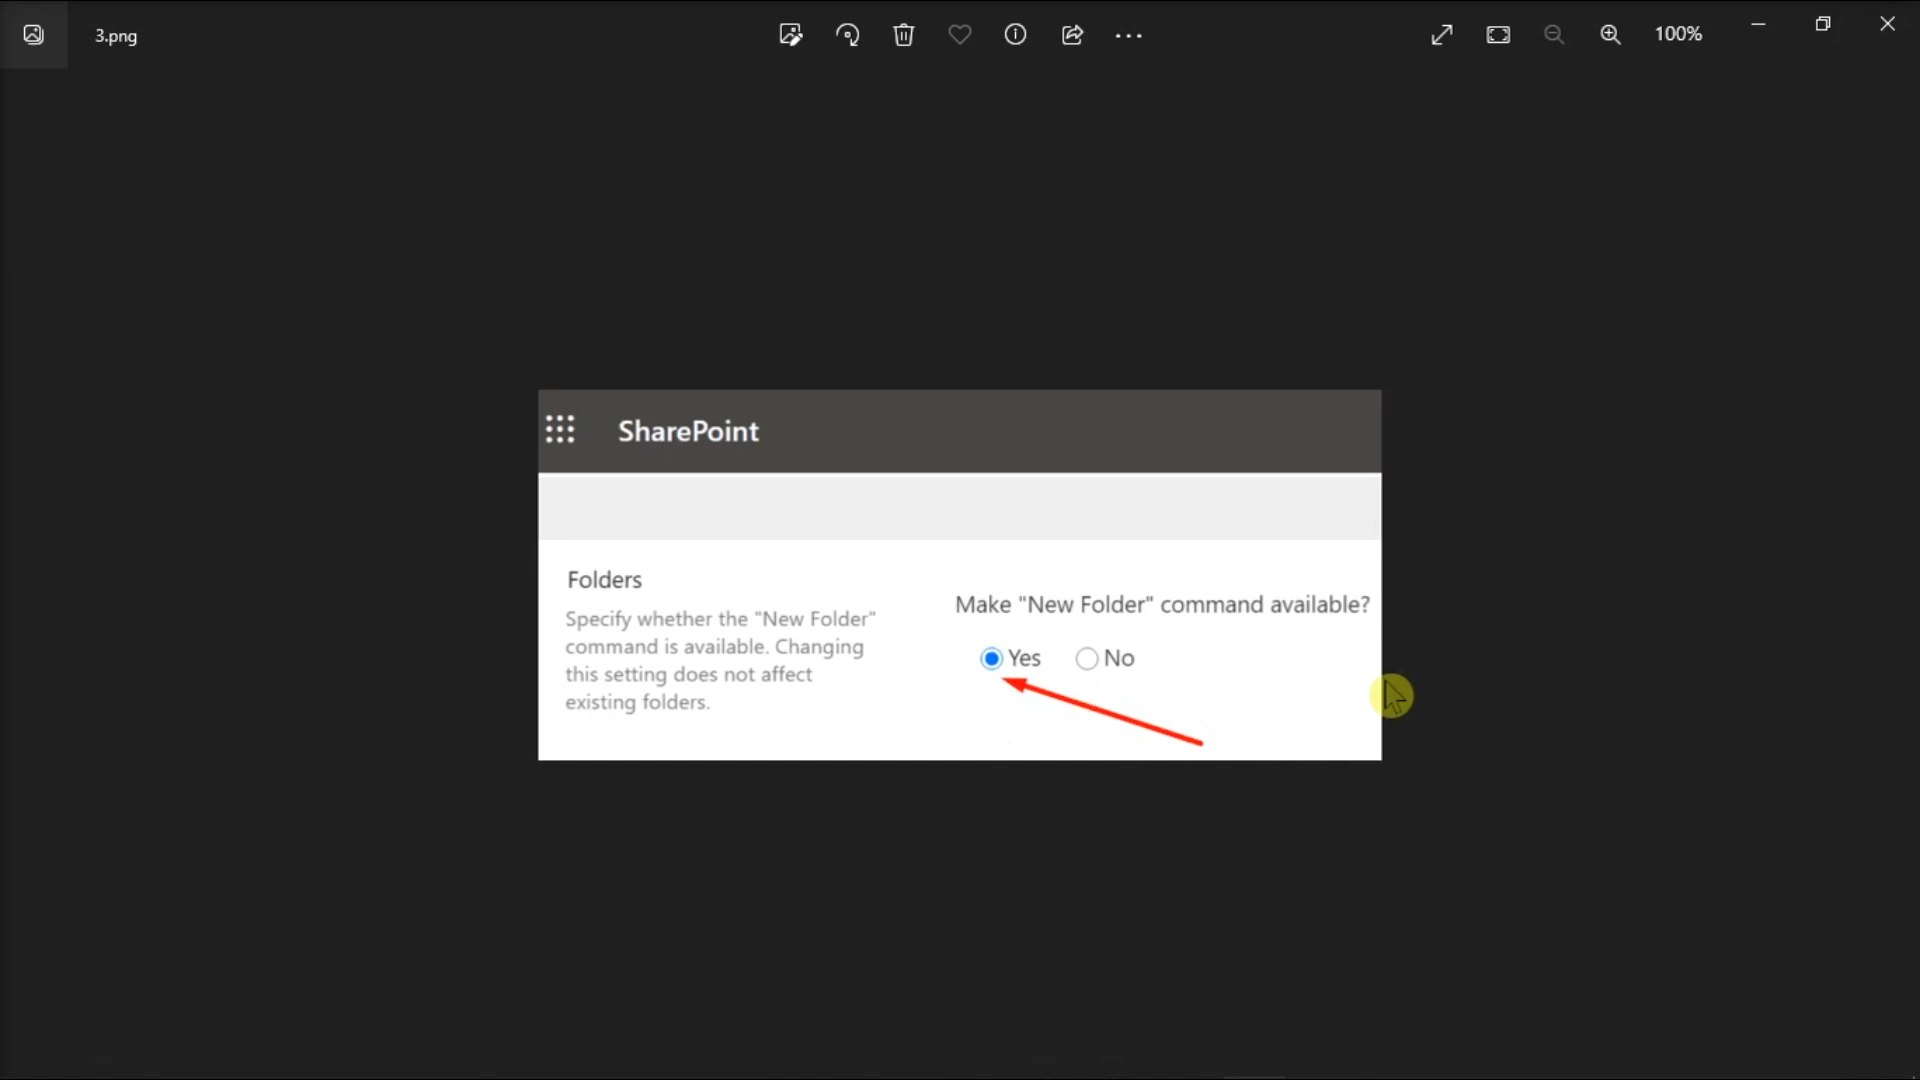 3.png
100%
SharePoint
Folders
Specify whether the "New Folder"
command is available. Changing
this setting does not affect
existing folders.
Make "New Folder" command available?
Yes No